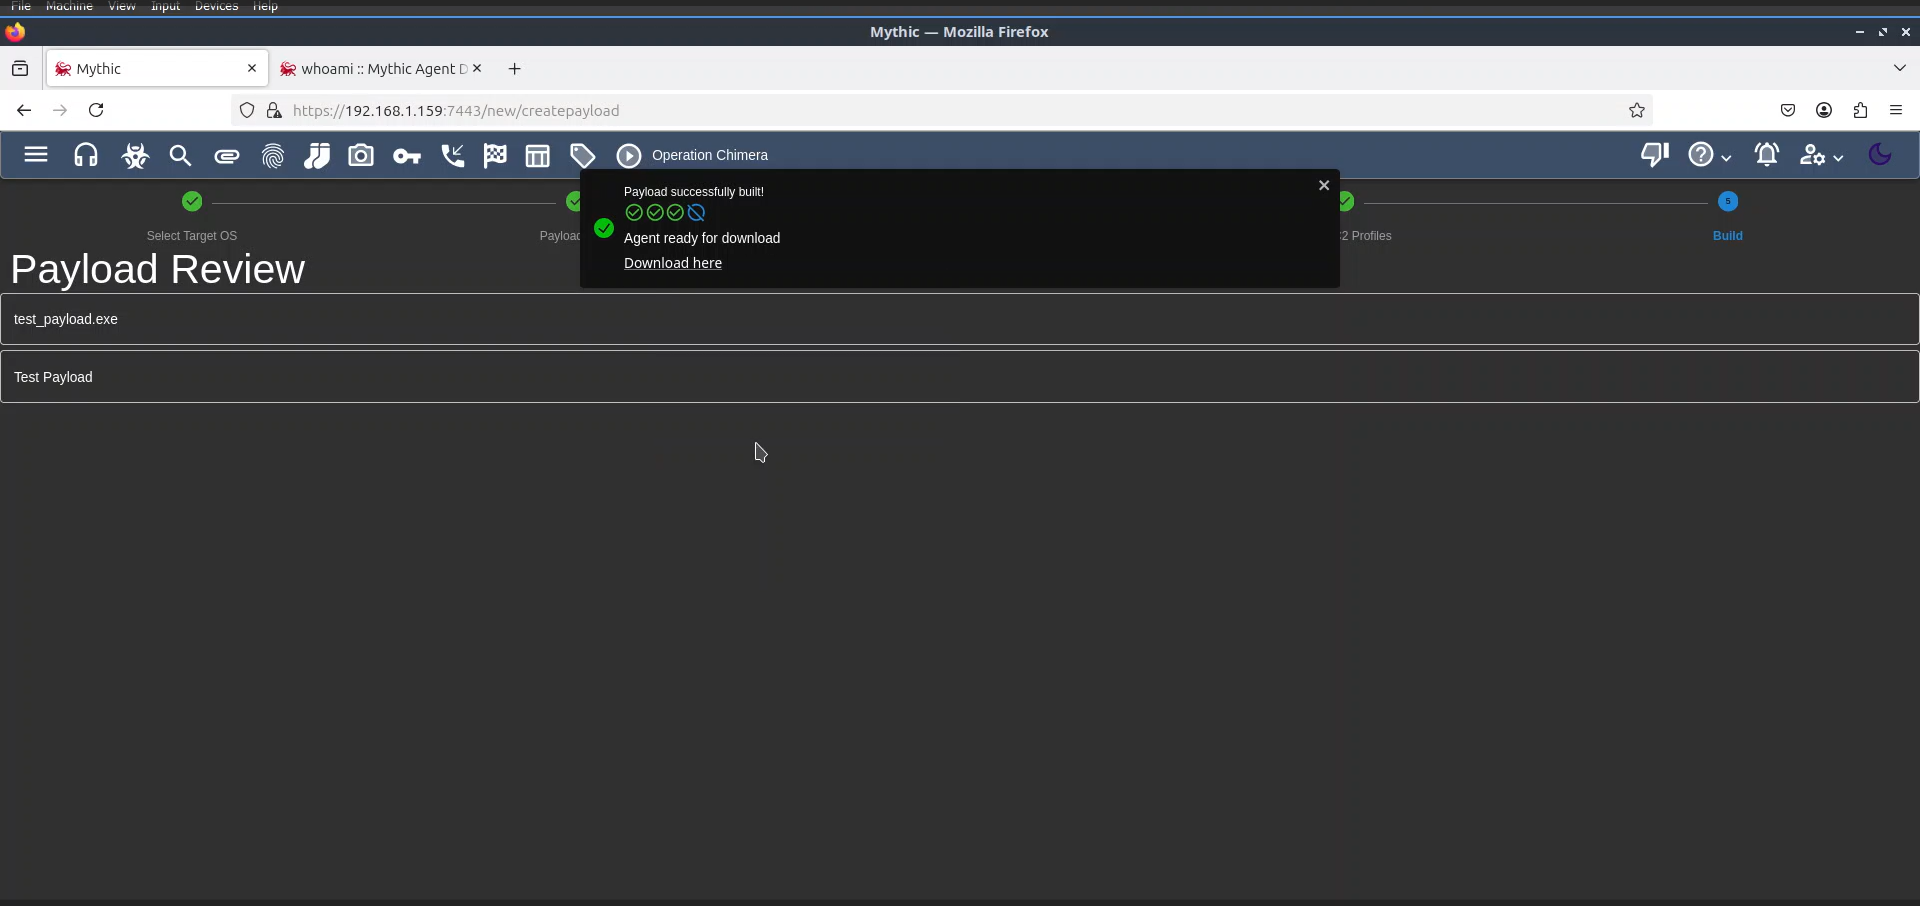 File Machine View Input Devices Help
Mythic — Mozilla Firefox
Mythic
whoami :: Mythic Agent D
https://192.168.1.159:7443/new/createpayload
Operation Chimera
Payload successfully built!
Agent ready for download
Download here
Select Target OS
Payload
C2 Profiles
5
Build
Payload Review
test_payload.exe
Test Payload